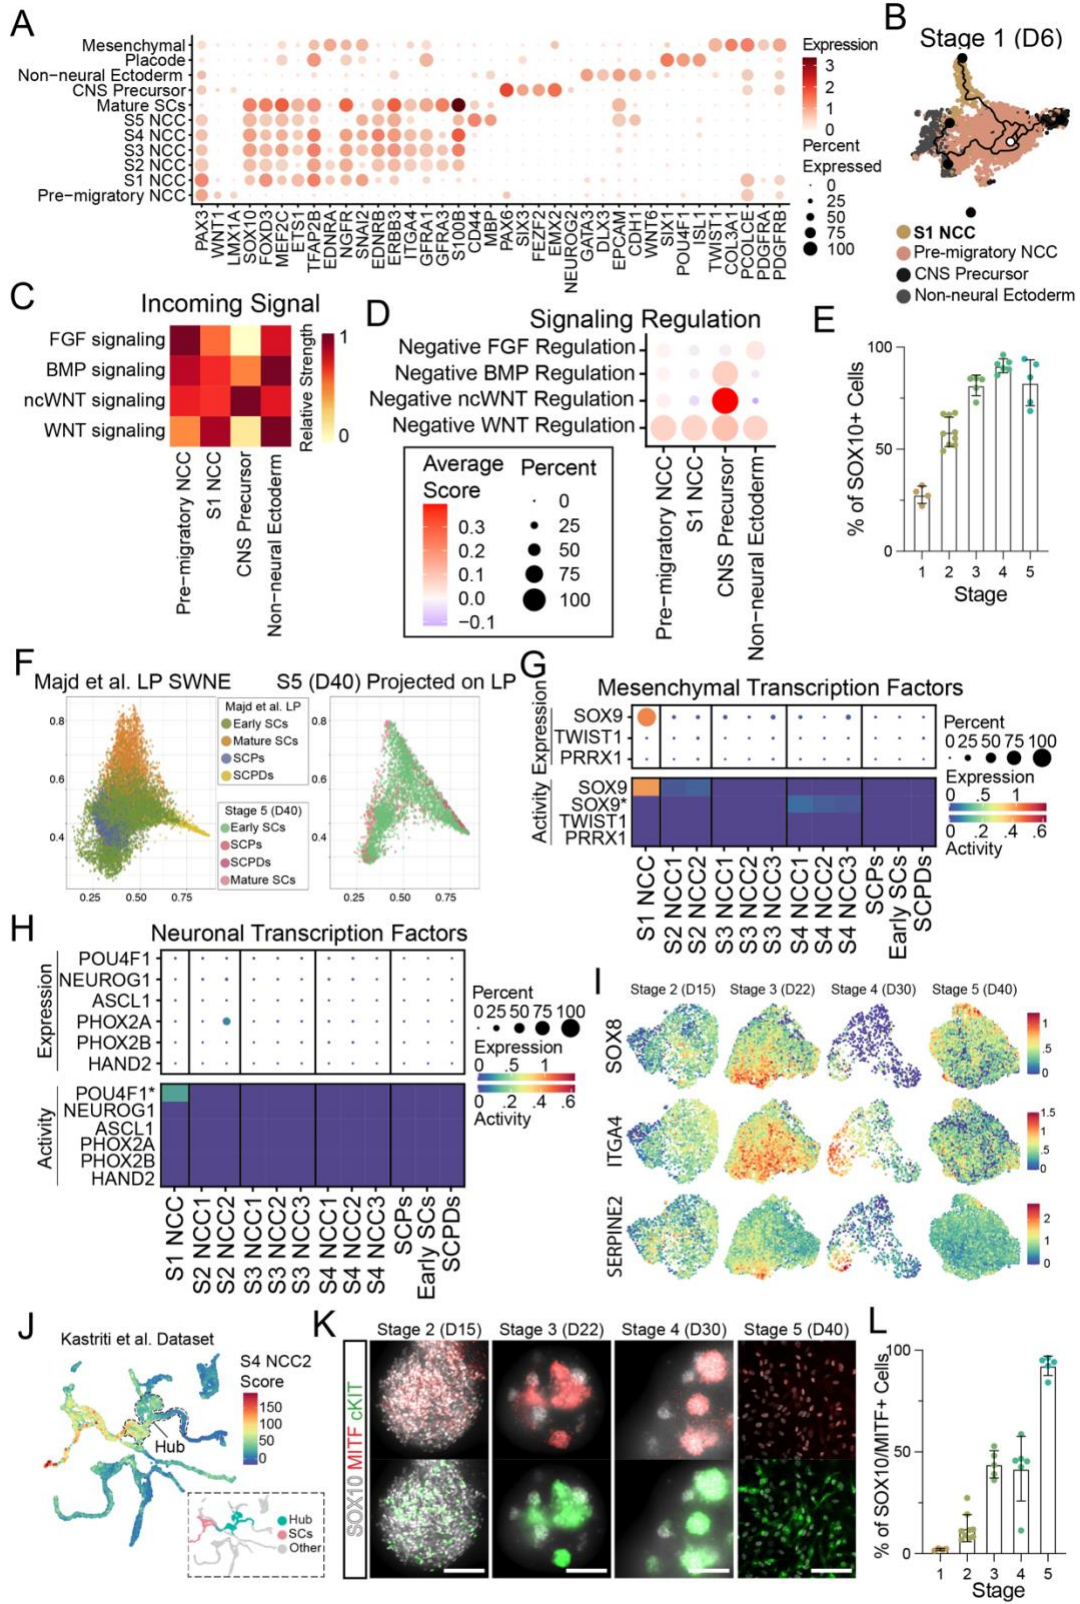 A
Mesenchymal
Placode
Non-neural Ectoderm
CNS Precursor
Mature SCs
S5 NCC
S4 NCC
S3 NCC
S2 NCC
S1 NCC
Pre-migratory NCC
PAX3
WNT1
LMX1A
SOX10
FOXD3
MEF2C
ETS1
TFAP2B
EDNRA
NGFR
SNAI2
EDNRB
ERBB3
ITGA4
GFRA1
GFRA3
S100B
CD44
MBP
PAX6
SIX3
FEZF2
EMX2
NEUROG2
GATA3
DLX3
EPCAM
CDH1
WNT6
SIX1
POU4F1
ISL1
TWIST1
COL3A1
PCOLCE
PDGFRA
PDGFRB
Expression
3
2
1
0
Percent
Expressed
0
25
50
75
100
B
Stage 1 (D6)
S1 NCC
Pre-migratory NCC
CNS Precursor
Non-neural Ectoderm
C
Incoming Signal
FGF signaling
BMP signaling
ncWNT signaling
WNT signaling
Pre-migratory NCC
S1 NCC
CNS Precursor
Non-neural Ectoderm
Relative Strength
1
0
D
Signaling Regulation
Negative FGF Regulation
Negative BMP Regulation
Negative ncWNT Regulation
Negative WNT Regulation
Average
Score
0.3
0.2
0.1
0.0
−0.1
Percent
0
25
50
75
100
Pre-migratory NCC
S1 NCC
CNS Precursor
Non-neural Ectoderm
E
% of SOX10+ Cells
100
50
0
1 2 3 4 5
Stage
F
Majd et al. LP SWNE
0.8
0.6
0.4
0.25 0.50 0.75
Majd et al. LP
Early SCs
Mature SCs
SCPs
SCPDs
Stage 5 (D40)
Early SCs
SCPs
SCPDs
Mature SCs
S5 (D40) Projected on LP
0.8
0.6
0.4
0.25 0.50 0.75
G
Mesenchymal Transcription Factors
Expression
SOX9
TWIST1
PRRX1
Activity
SOX9
SOX9*
TWIST1
PRRX1
S1 NCC
S2 NCC1
S2 NCC2
S3 NCC1
S3 NCC2
S3 NCC3
S4 NCC1
S4 NCC2
S4 NCC3
SCPs
Early SCs
SCPDs
Percent
0 25 50 75 100
Expression
0 .5 1
0 .2 .4 .6
Activity
H
Neuronal Transcription Factors
Expression
POU4F1
NEUROG1
ASCL1
PHOX2A
PHOX2B
HAND2
Activity
POU4F1*
NEUROG1
ASCL1
PHOX2A
PHOX2B
HAND2
S1 NCC
S2 NCC1
S2 NCC2
S3 NCC1
S3 NCC2
S3 NCC3
S4 NCC1
S4 NCC2
S4 NCC3
SCPs
Early SCs
SCPDs
Percent
0 25 50 75 100
Expression
0 .5 1
0 .2 .4 .6
Activity
I
Stage 2 (D15) Stage 3 (D22) Stage 4 (D30) Stage 5 (D40)
SOX8
1
.5
0
ITGA4
1.5
1
.5
0
SERPINE2
2
1
0
J
Kastriti et al. Dataset
S4 NCC2
Score
150
100
50
0
Hub
Hub
SCs
Other
K
Stage 2 (D15) Stage 3 (D22) Stage 4 (D30) Stage 5 (D40)
SOX10 MITF cKIT
L
% of SOX10/MITF+ Cells
100
50
0
1 2 3 4 5
Stage